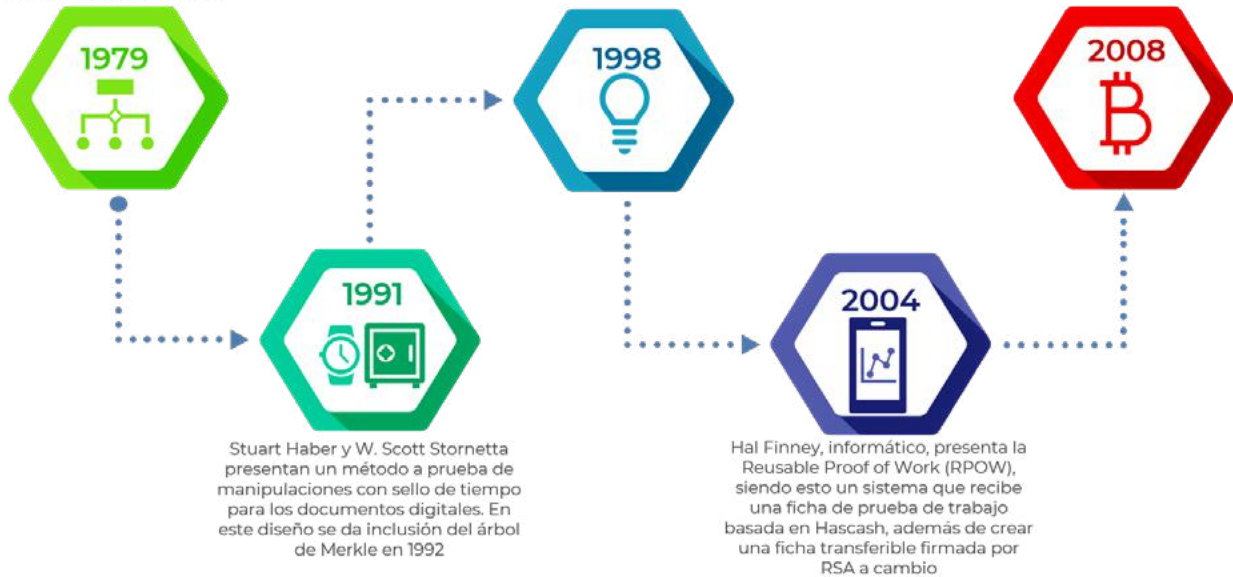 1979
1998
2008
1991
2004
Stuart Haber y W. Scott Stornetta
presentan un método a prueba de
manipulaciones con sello de tiempo
para los documentos digitales. En
este diseño se da inclusión del árbol
de Merkle en 1992
Hal Finney, informático, presenta la
Reusable Proof of Work (RPOW),
siendo esto un sistema que recibe
una ficha de prueba de trabajo
basada en Hascash, además de crear
una ficha transferible firmada por
RSA a cambio